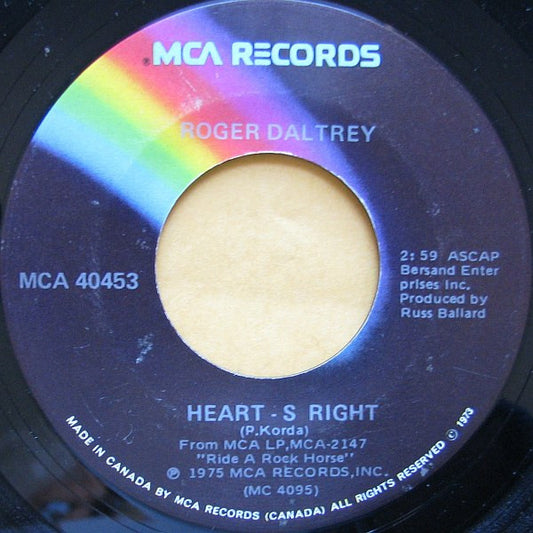 MCA RECORDS
ROGER DALTREY
MCA 40453
2:59 ASCAP
Bersand Enter
prises Inc.
Produced by
Russ Ballard
HEART - S RIGHT
(P.Korda)
From MCA LP,MCA-2147
"Ride A Rock Horse"
℗ 1975 MCA RECORDS,INC.
(MC 4095)
MADE IN CANADA BY MCA RECORDS (CANADA) ALL RIGHTS RESERVED © 1973